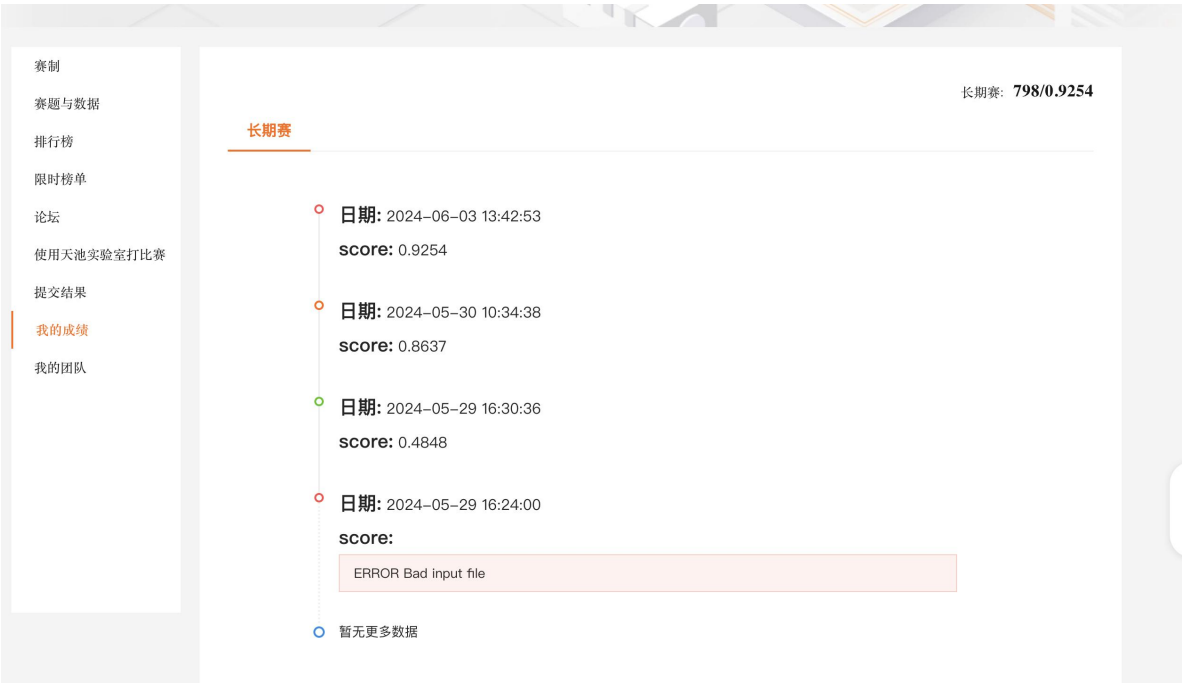 赛制
赛题与数据
排行榜
限时榜单
论坛
使用天池实验室打比赛
提交结果
我的成绩
我的团队
长期赛: 798/0.9254
长期赛
日期: 2024-06-03 13:42:53
score: 0.9254
日期: 2024-05-30 10:34:38
score: 0.8637
日期: 2024-05-29 16:30:36
score: 0.4848
日期: 2024-05-29 16:24:00
score:
ERROR Bad input file
暂无更多数据